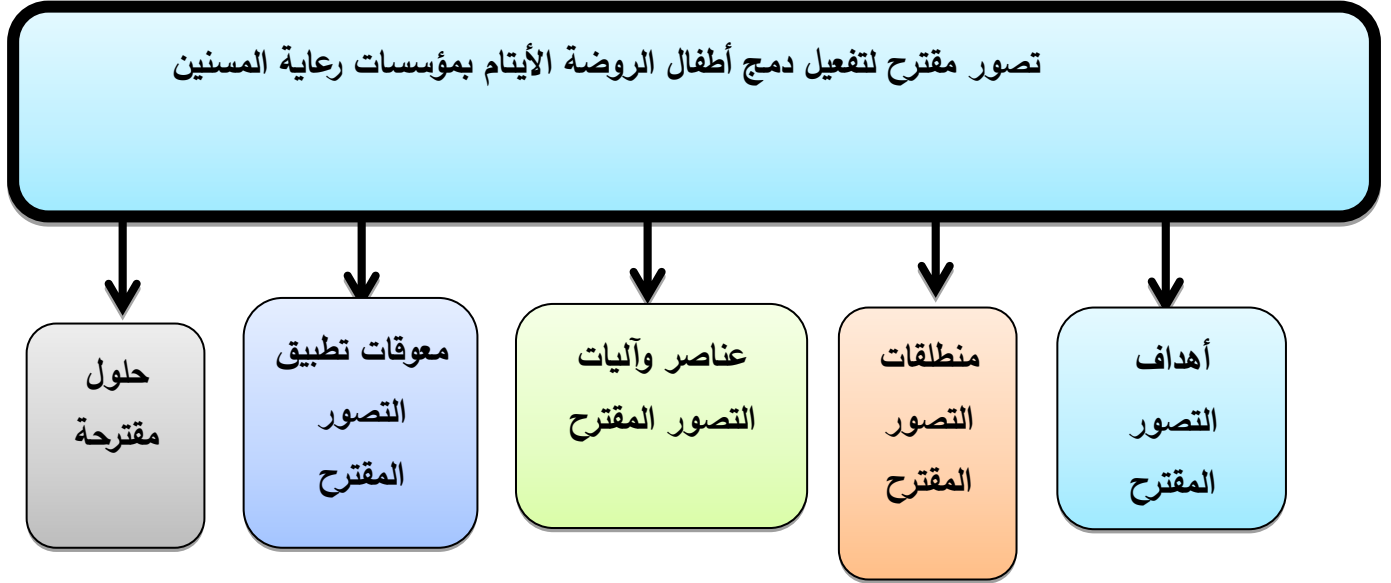 تصور مقترح لتفعيل دمج أطفال الروضة الأيتام بمؤسسات رعاية المسنين
أهداف
التصور
المقترح
منطلقات
التصور
المقترح
عناصر وآليات
التصور المقترح
معوقات تطبيق
التصور
المقترح
حلول
مقترحة